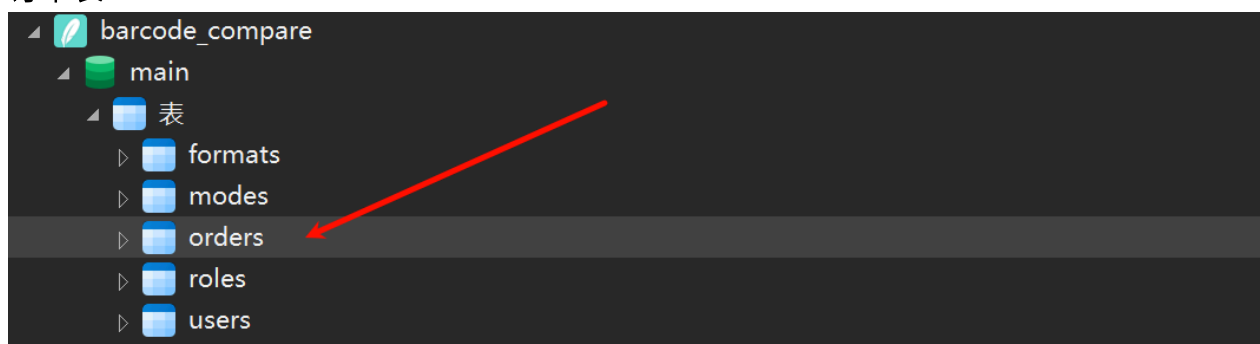 barcode_compare
main
表
formats
modes
orders
roles
users